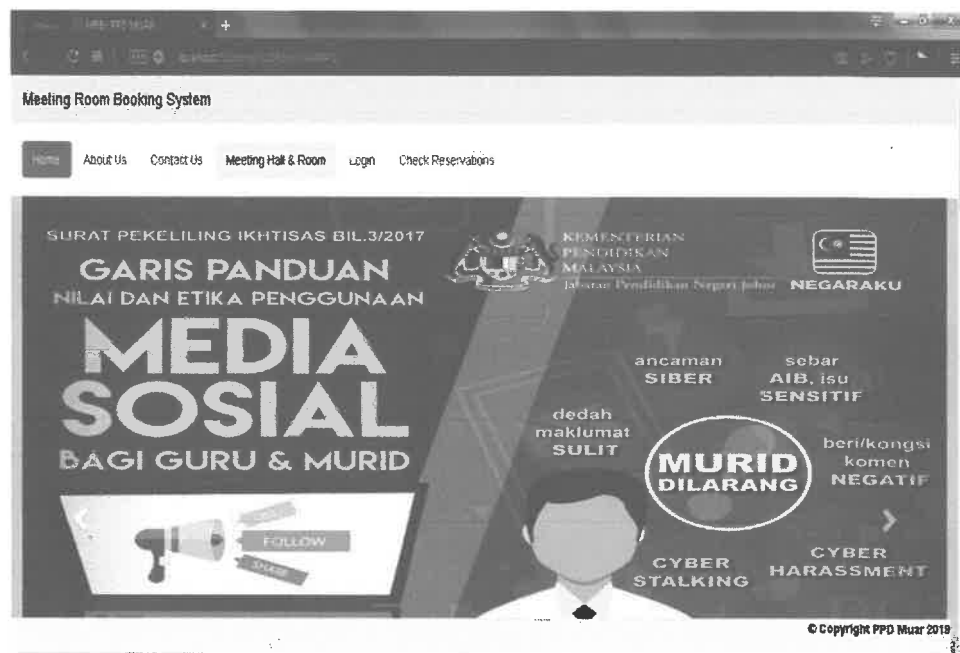 Meeting Room Booking System
Home About Us Contact Us Meeting Hall & Room Login Check Reservations
SURAT PEKELILING IKHTISAS BIL.3/2017
GARIS PANDUAN
NILAI DAN ETIKA PENGGUNAAN
MEDIA
SOSIAL
BAGI GURU & MURID
FOLLOW
SHARE
KEMENTERIAN
PENDIDIKAN
MALAYSIA
Jabatan Pendidikan Negeri Johor
NEGARAKU
ancaman
SIBER
sebar
AIB, isu
SENSITIF
dedah
maklumat
SULIT
MURID
DILARANG
beri/kongsi
komen
NEGATIF
CYBER
STALKING
CYBER
HARASSMENT
© Copyright PPD Muar 2019